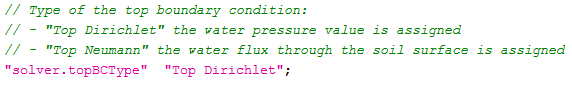 // Type of the top boundary condition:
// - "Top Dirichlet" the water pressure value is assigned
// - "Top Neumann" the water flux through the soil surface is assigned
"solver.topBCType"  "Top Dirichlet";